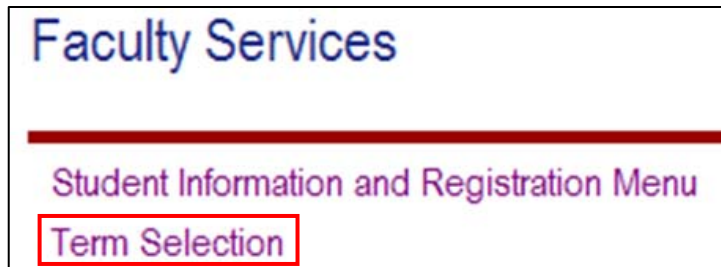 Faculty Services
Student Information and Registration Menu
Term Selection